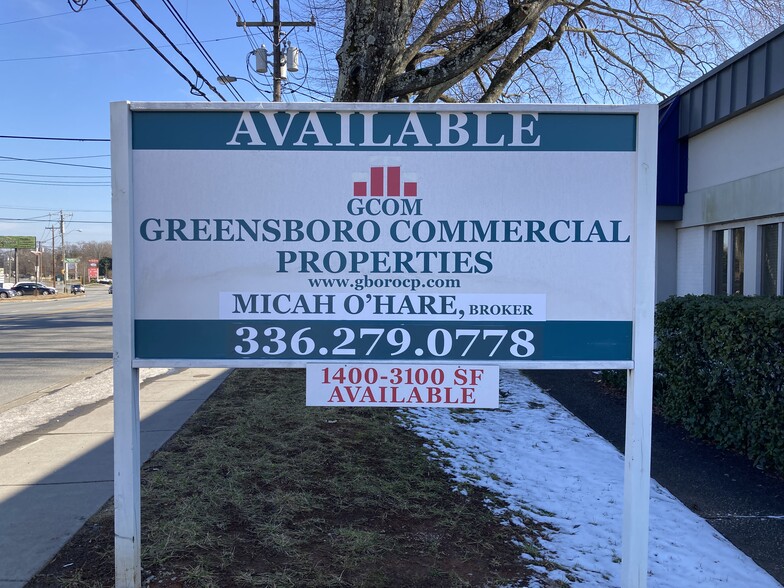 AVAILABLE
GCOM
GREENSBORO COMMERCIAL
PROPERTIES
www.gborocp.com
MICAH O'HARE, BROKER
336.279.0778
1400-3100 SF
AVAILABLE